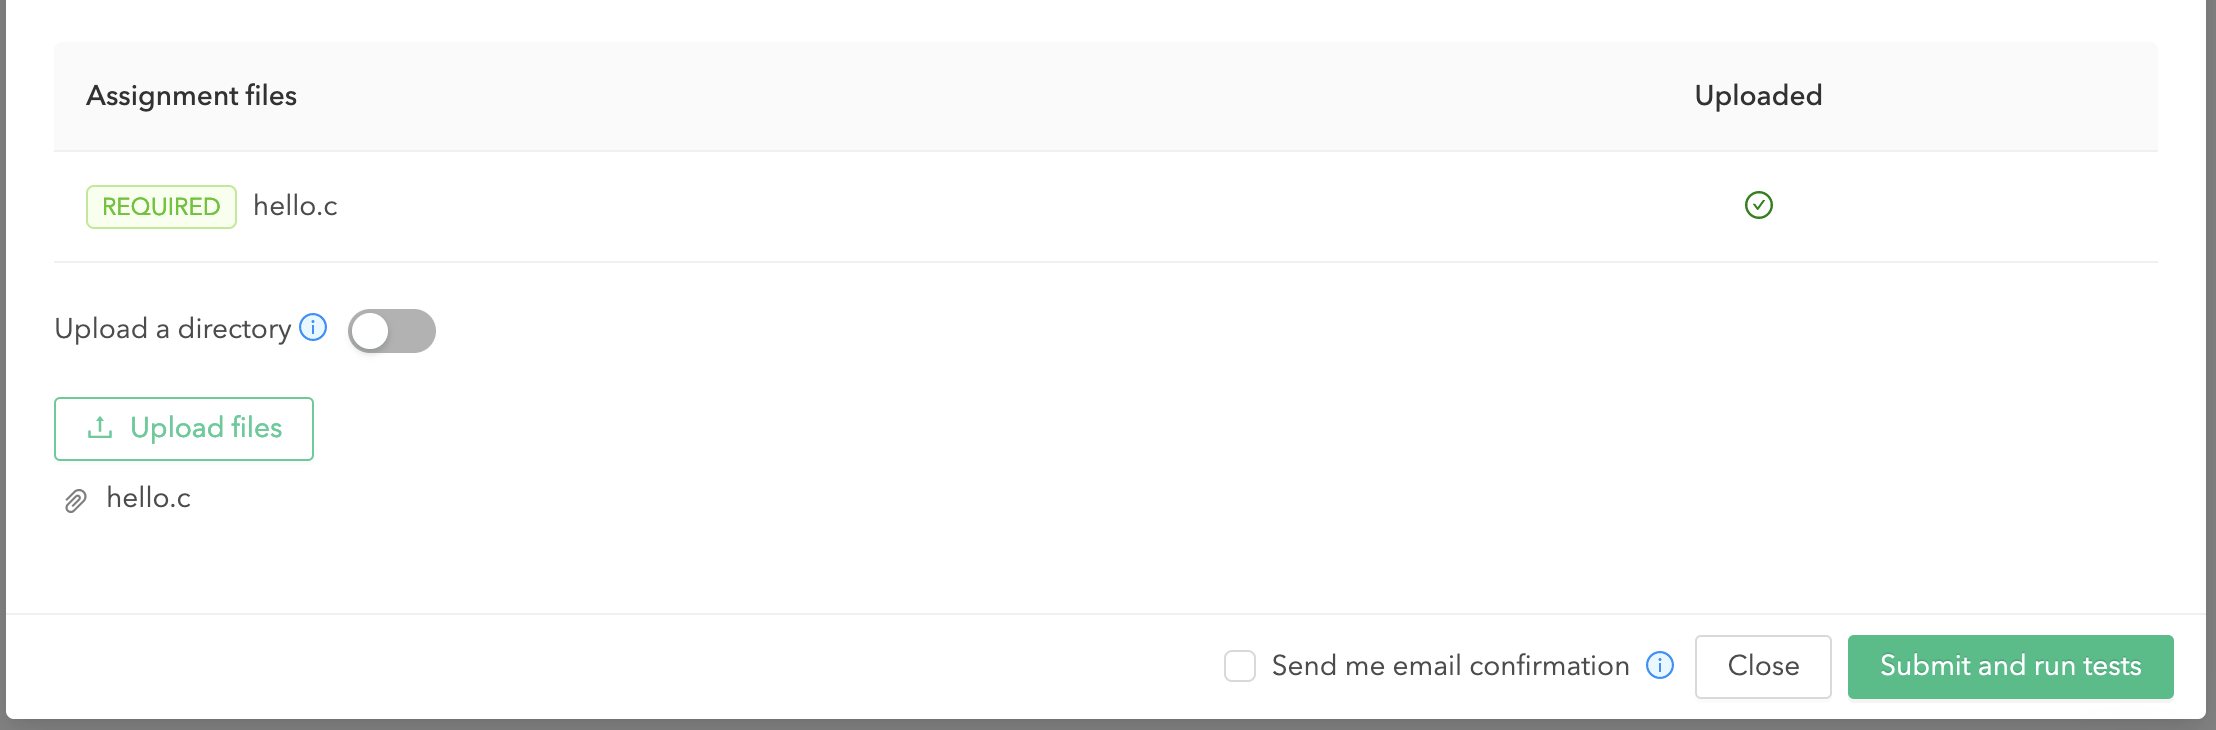 Assignment files Uploaded
REQUIRED hello.c
Upload a directory
Upload files
hello.c
Send me email confirmation Close Submit and run tests